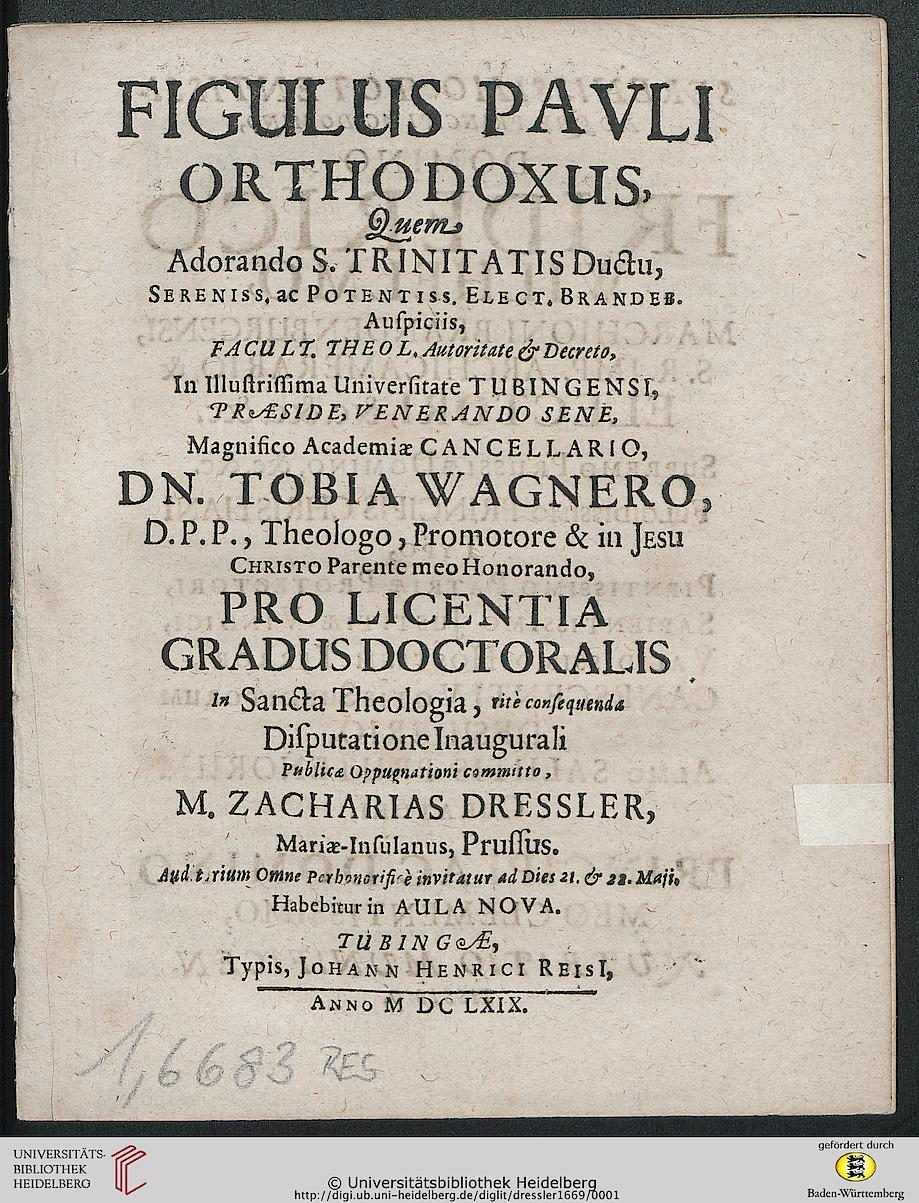 FIGULUS PAVLI
ORTHODOXUS,
Quem
Adorando S. TRINITATIS Ductu,
SERENISS. ac POTENTISS. ELECT. BRANDEB.
Auſpiciis,
FACULT. THEOL. Autoritate & Decreto,
In Illuſtriſſima Univerſitate TUBINGENSI,
PRÆSIDE, VENERANDO SENE,
Magnifico Academiæ CANCELLARIO,
DN. TOBIA WAGNERO,
D.P.P., Theologo, Promotore & in JESU
CHRISTO Parente meo Honorando,
PRO LICENTIA
GRADUS DOCTORALIS
In Sancta Theologia, ritè conſequenda
Diſputatione Inaugurali
Publicæ Oppugnationi committo,
M. ZACHARIAS DRESSLER,
Mariæ-Inſulanus, Pruſſus.
Auditorium Omne Perhonorificè invitatur ad Dies 21. & 22. Maji.
Habebitur in AULA NOVA.
TUBINGÆ,
Typis, JOHANN HENRICI REISI,
ANNO M DC LXIX.
1,6683 RES
UNIVERSITÄTS-
BIBLIOTHEK
HEIDELBERG
© Universitätsbibliothek Heidelberg
http://digi.ub.uni-heidelberg.de/diglit/dressler1669/0001
gefördert durch
Baden-Württemberg